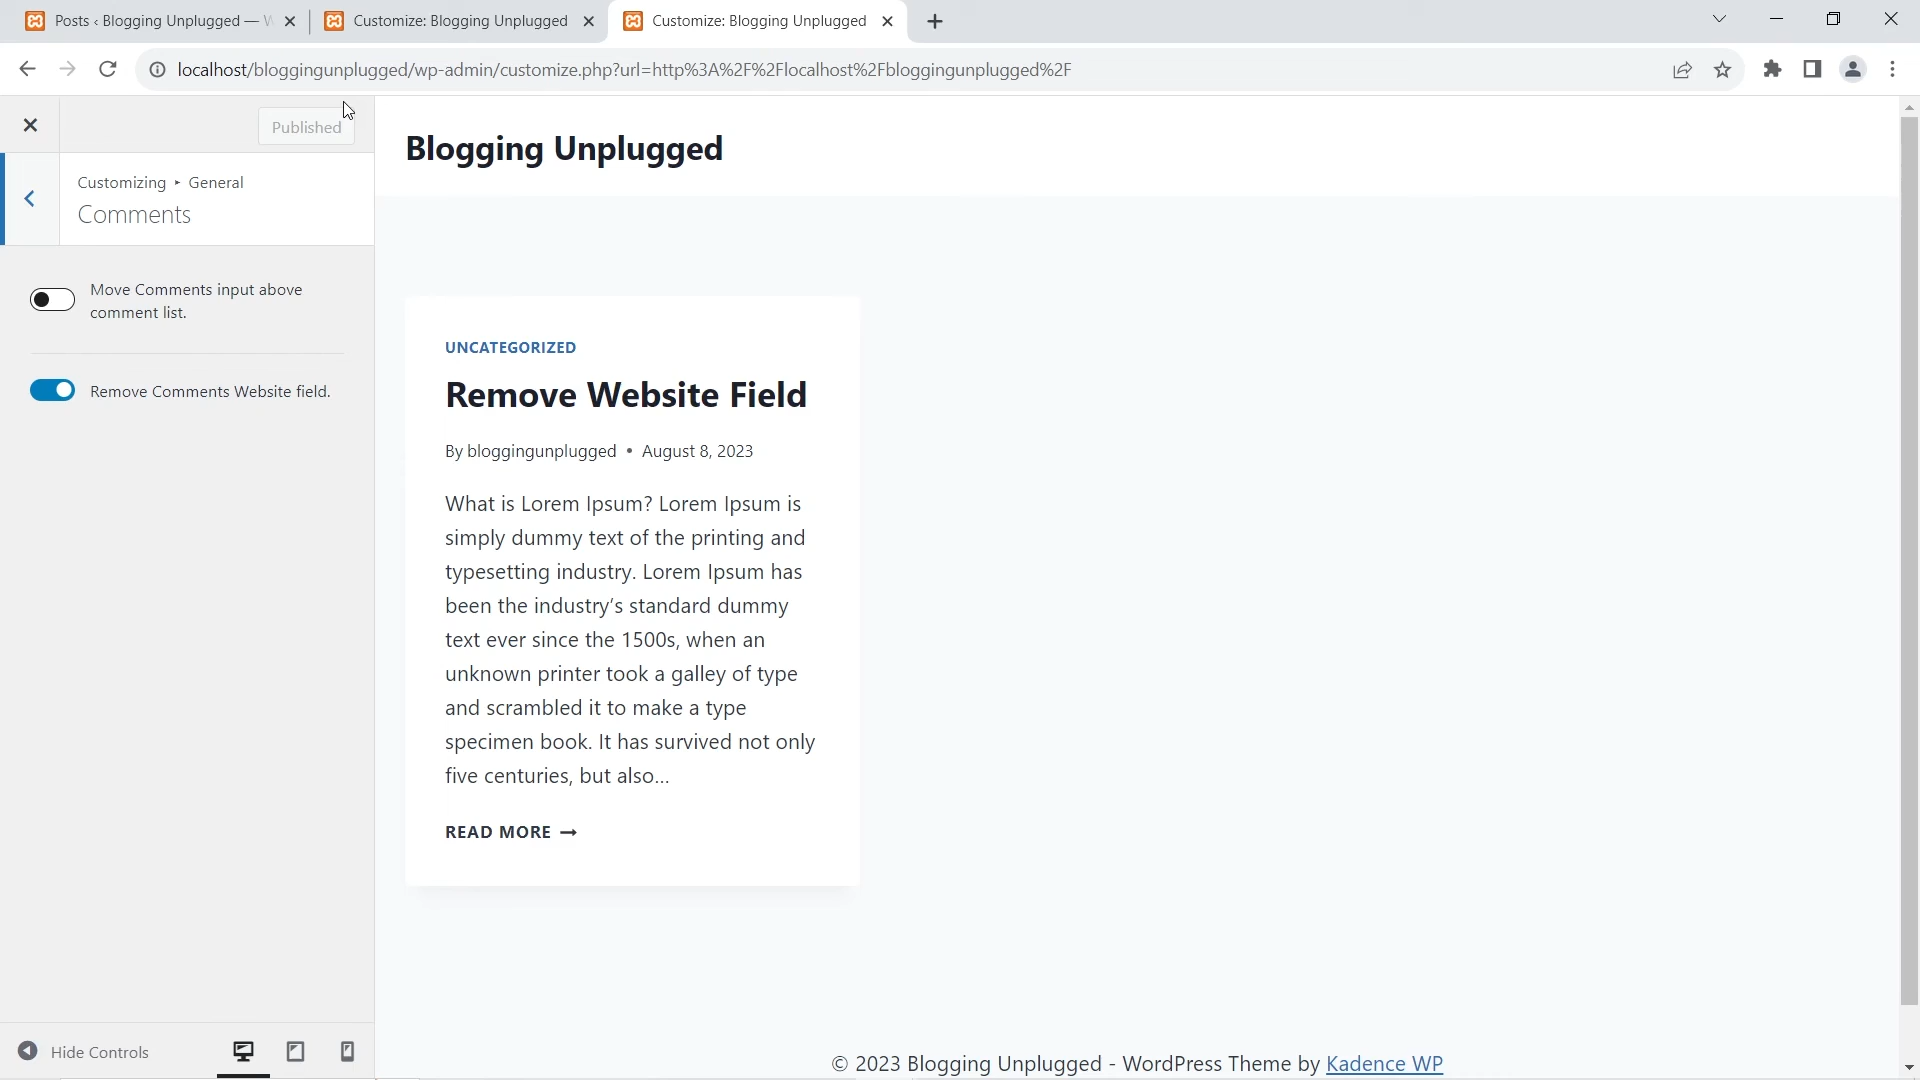 Posts ‹ Blogging Unplugged — W
Customize: Blogging Unplugged
Customize: Blogging Unplugged
localhost/bloggingunplugged/wp-admin/customize.php?url=http%3A%2F%2Flocalhost%2Fbloggingunplugged%2F
Published
Customizing ▸ General
Comments
Move Comments input above
comment list.
Remove Comments Website field.
Hide Controls
Blogging Unplugged
UNCATEGORIZED
Remove Website Field
By bloggingunplugged • August 8, 2023
What is Lorem Ipsum? Lorem Ipsum is
simply dummy text of the printing and
typesetting industry. Lorem Ipsum has
been the industry’s standard dummy
text ever since the 1500s, when an
unknown printer took a galley of type
and scrambled it to make a type
specimen book. It has survived not only
five centuries, but also…
READ MORE →
© 2023 Blogging Unplugged - WordPress Theme by Kadence WP